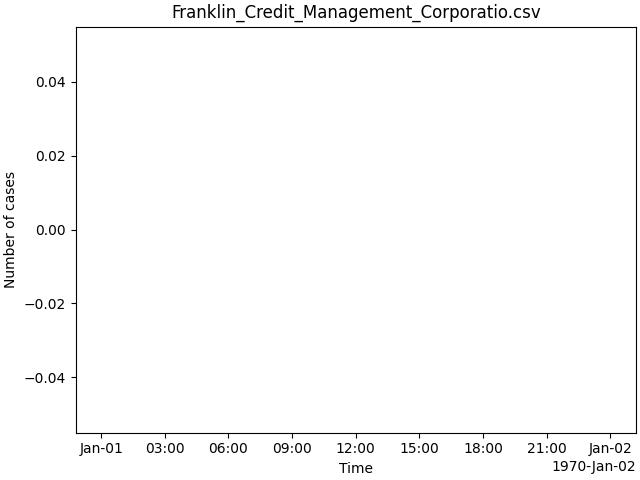 Franklin_Credit_Management_Corporatio.csv
Number of cases
0.04
0.02
0.00
−0.02
−0.04
Jan-01 03:00 06:00 09:00 12:00 15:00 18:00 21:00 Jan-02
1970-Jan-02
Time